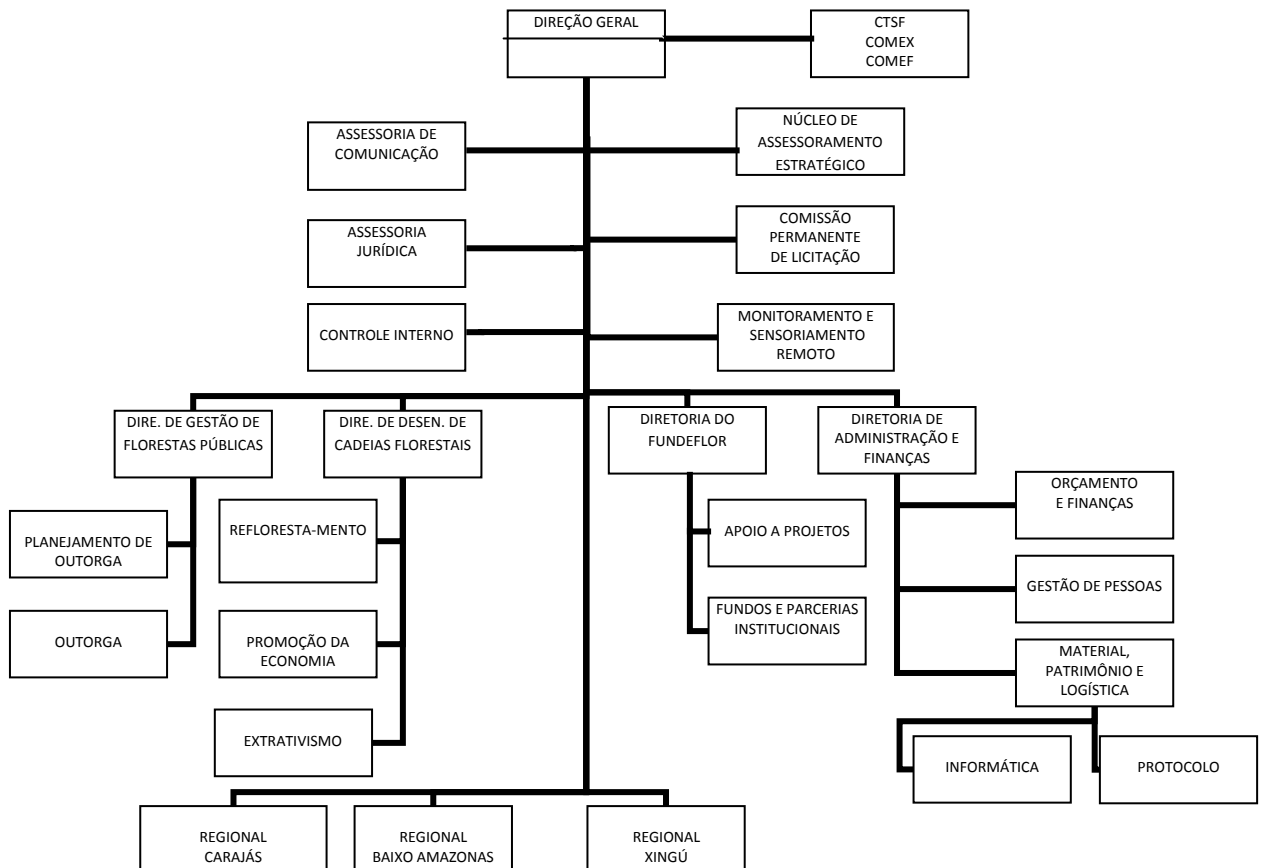 DIREÇÃO GERAL
CTSF
COMEX
COMEF
ASSESSORIA DE
COMUNICAÇÃO
NÚCLEO DE
ASSESSORAMENTO
ESTRATÉGICO
ASSESSORIA
JURÍDICA
COMISSÃO
PERMANENTE
DE LICITAÇÃO
CONTROLE INTERNO
MONITORAMENTO E
SENSORIAMENTO
REMOTO
DIRE. DE GESTÃO DE
FLORESTAS PÚBLICAS
DIRE. DE DESEN. DE
CADEIAS FLORESTAIS
DIRETORIA DO
FUNDEFLOR
DIRETORIA DE
ADMINISTRAÇÃO E
FINANÇAS
PLANEJAMENTO DE
OUTORGA
OUTORGA
REFLORESTA-MENTO
PROMOÇÃO DA
ECONOMIA
EXTRATIVISMO
APOIO A PROJETOS
FUNDOS E PARCERIAS
INSTITUCIONAIS
ORÇAMENTO
E FINANÇAS
GESTÃO DE PESSOAS
MATERIAL,
PATRIMÔNIO E
LOGÍSTICA
INFORMÁTICA
PROTOCOLO
REGIONAL
CARAJÁS
REGIONAL
BAIXO AMAZONAS
REGIONAL
XINGÚ